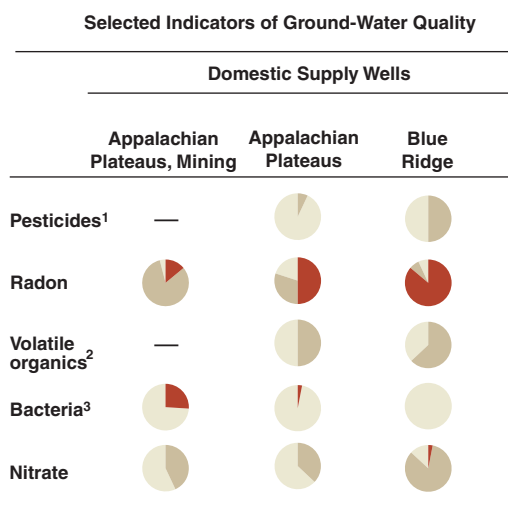 Selected Indicators of Ground-Water Quality
Domestic Supply Wells
Appalachian Plateaus, Mining
Appalachian Plateaus
Blue Ridge
Pesticides¹ —
Radon
Volatile organics² —
Bacteria³
Nitrate